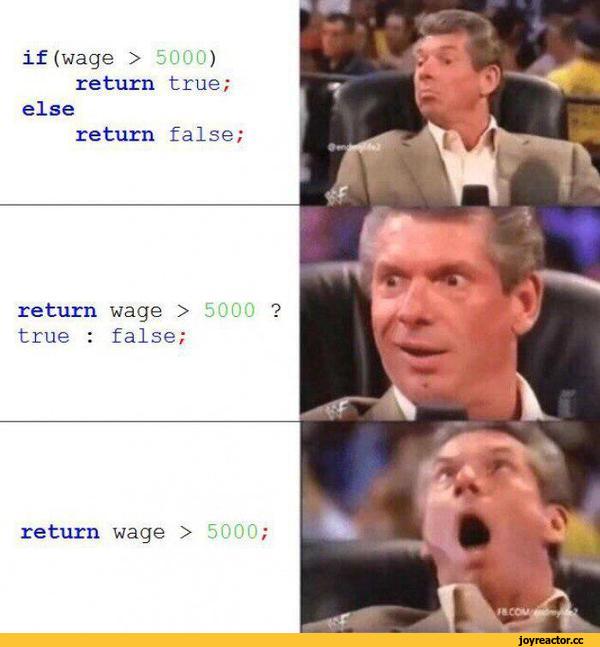 if(wage > 5000)
return true;
else
return false;
return wage > 5000 ?
true : false;
return wage > 5000;
joyreactor.cc